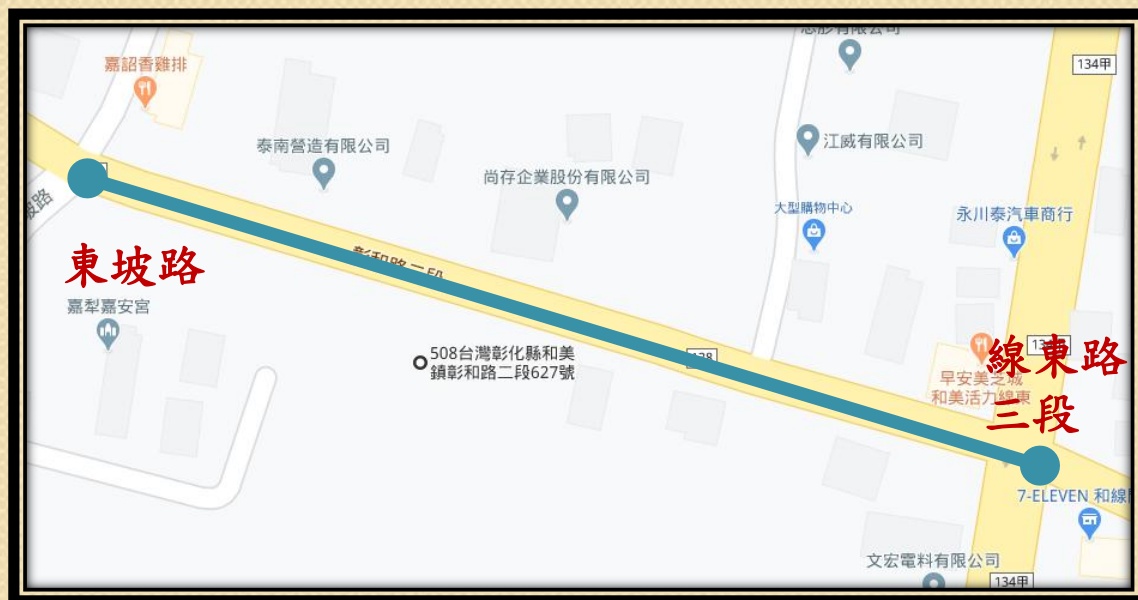 134甲
嘉詔香雞排
泰南營造有限公司
江威有限公司
尚存企業股份有限公司
大型購物中心
永川泰汽車商行
東坡路
彰和路二段
嘉犁嘉安宮
508台灣彰化縣和美
鎮彰和路二段627號
138
線東路
三段
早安美芝城
和美活力線東
7-ELEVEN 和線
文宏電料有限公司
134甲